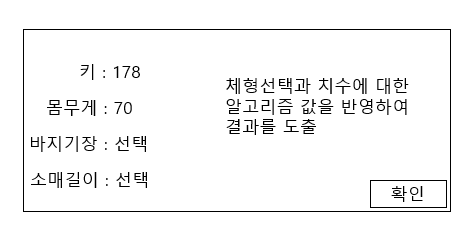 키 : 178
몸무게 : 70
바지기장 : 선택
소매길이 : 선택
체형선택과 치수에 대한
알고리즘 값을 반영하여
결과를 도출
확인